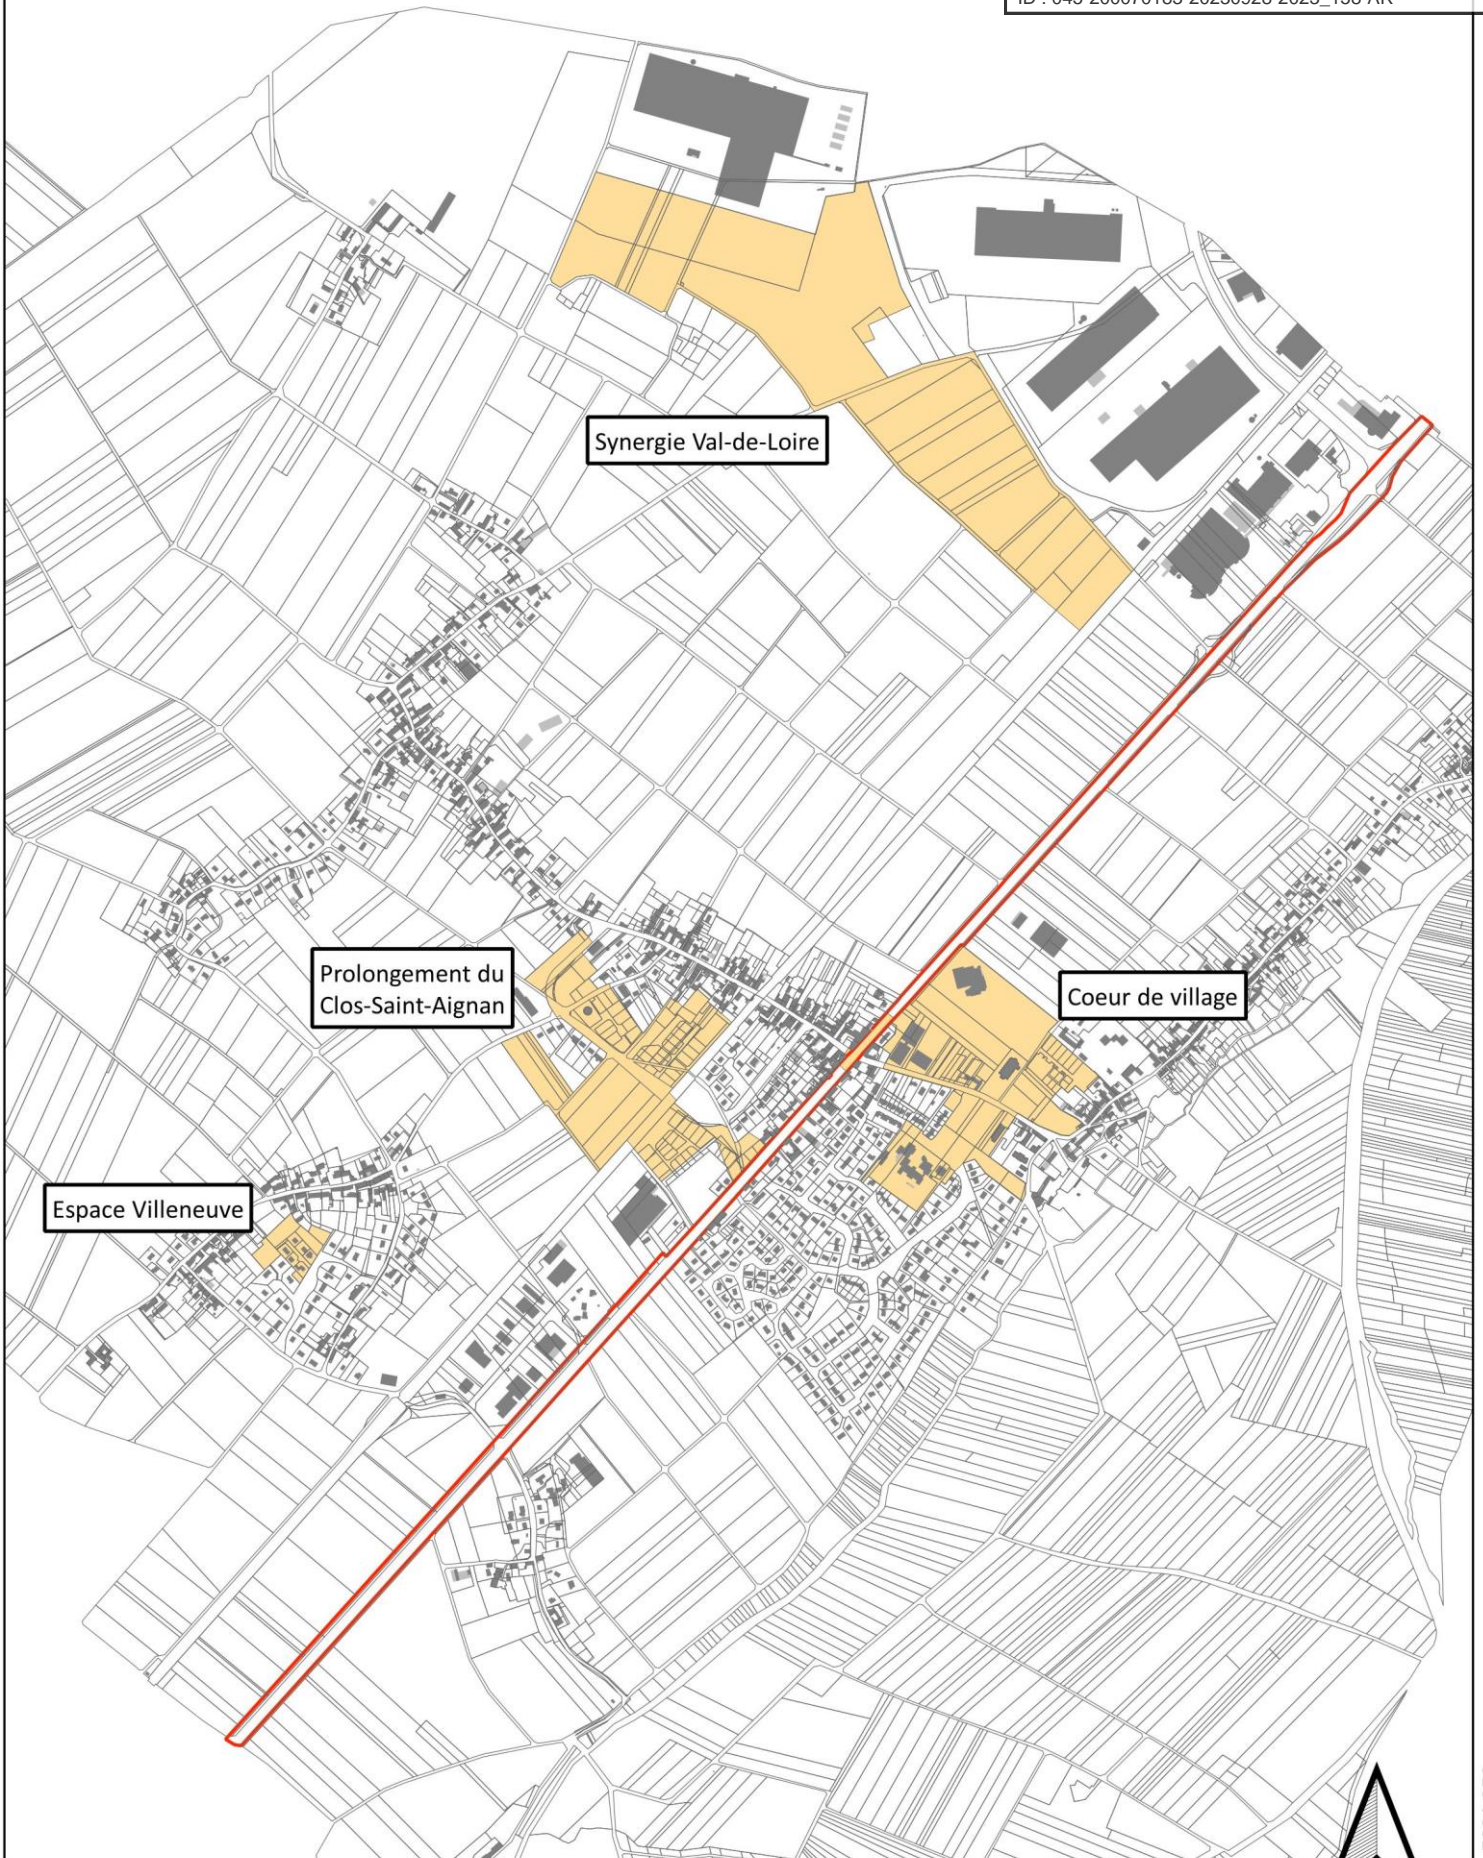 Synergie Val-de-Loire
Prolongement du
Clos-Saint-Aignan
Coeur de village
Espace Villeneuve